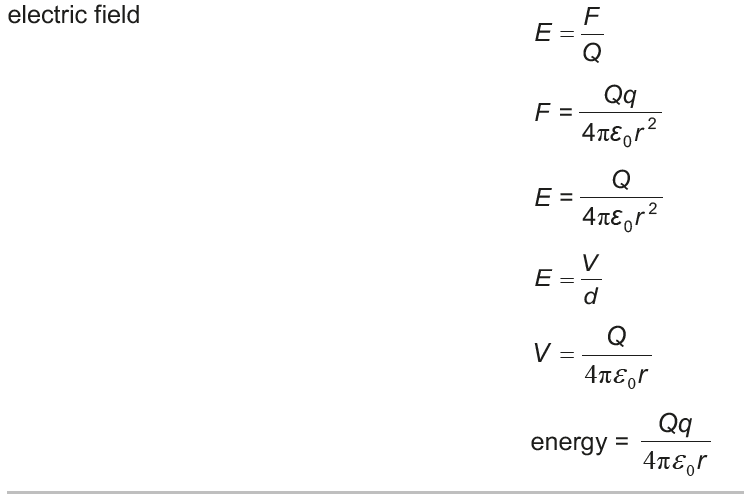 electric field
E = F/Q
F = Qq/4πε₀r²
E = Q/4πε₀r²
E = V/d
V = Q/4πε₀r
energy = Qq/4πε₀r